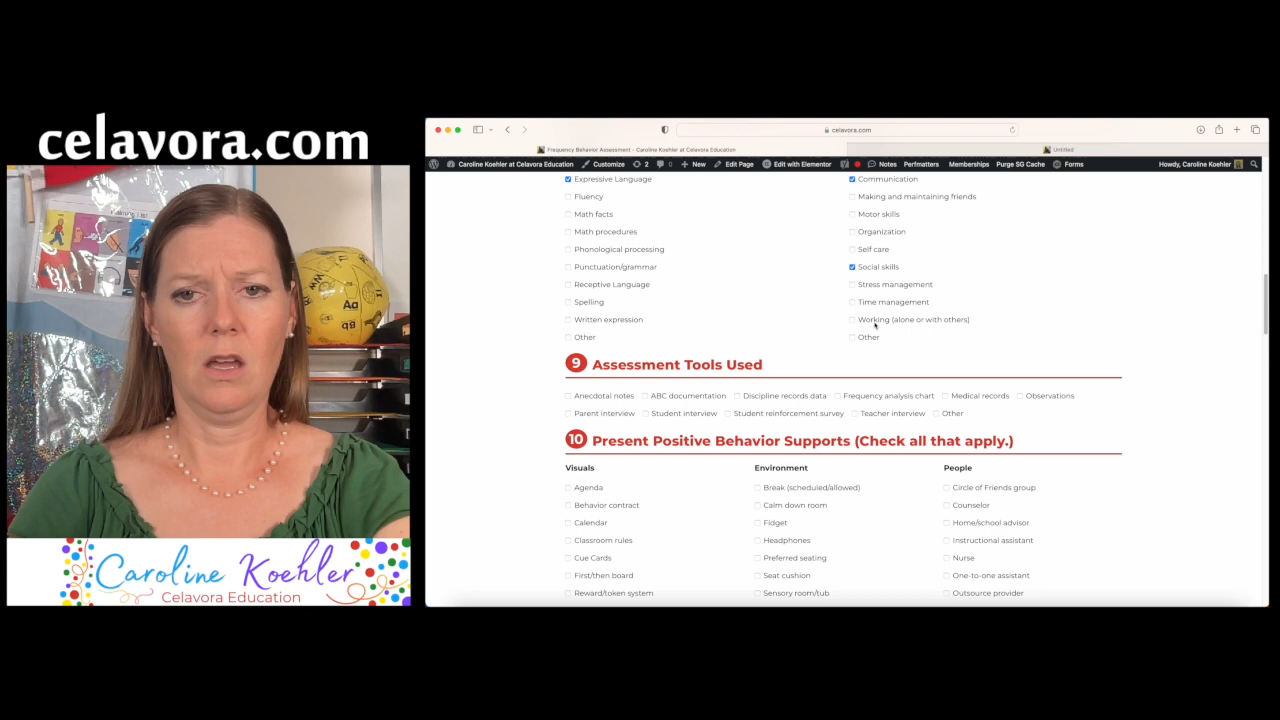 celavora.com
Aa
Caroline Koehler
Celavora Education
celavora.com
Frequency Behavior Assessment - Caroline Koehler at Celavora Education
Untitled
Caroline Koehler at Celavora Education Customize 2 0 New Edit Page Edit with Elementor Notes Perfmatters Memberships Purge SG Cache Forms Howdy, Caroline Koehler
Expressive Language
Fluency
Math facts
Math procedures
Phonological processing
Punctuation/grammar
Receptive Language
Spelling
Written expression
Other
Communication
Making and maintaining friends
Motor skills
Organization
Self care
Social skills
Stress management
Time management
Working (alone or with others)
Other
9 Assessment Tools Used
Anecdotal notes ABC documentation Discipline records data Frequency analysis chart Medical records Observations
Parent interview Student interview Student reinforcement survey Teacher interview Other
10 Present Positive Behavior Supports (Check all that apply.)
Visuals
Agenda
Behavior contract
Calendar
Classroom rules
Cue Cards
First/then board
Reward/token system
Environment
Break (scheduled/allowed)
Calm down room
Fidget
Headphones
Preferred seating
Seat cushion
Sensory room/tub
People
Circle of Friends group
Counselor
Home/school advisor
Instructional assistant
Nurse
One-to-one assistant
Outsource provider